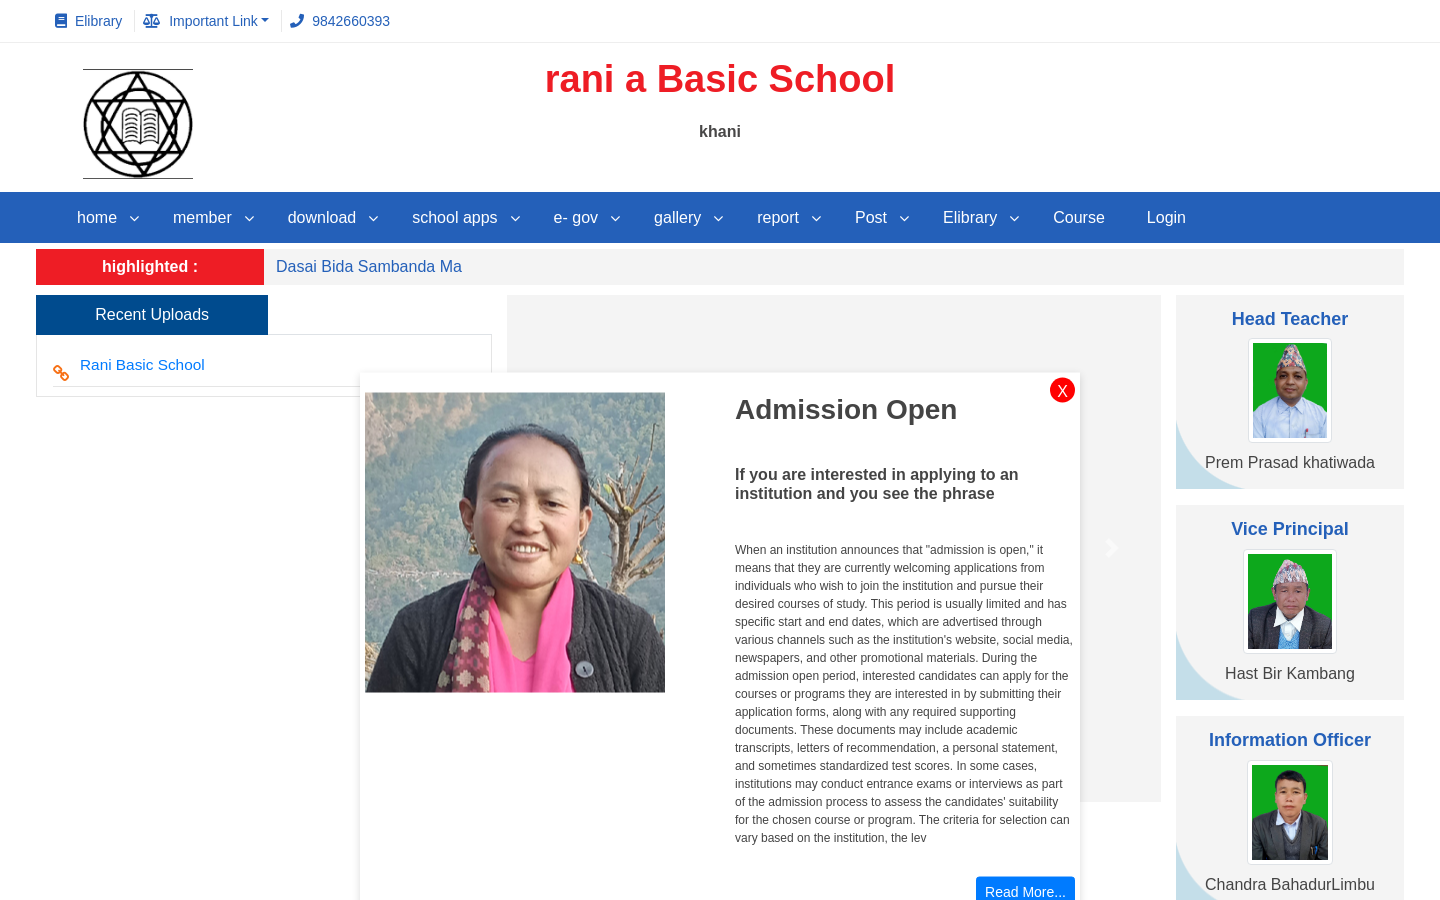 Elibrary
Important Link
9842660393
rani a Basic School
khani
home
member
download
school apps
e- gov
gallery
report
Post
Elibrary
Course
Login
highlighted :
Dasai Bida Sambanda Ma
Recent Uploads
Rani Basic School
X
Admission Open
If you are interested in applying to an
institution and you see the phrase
When an institution announces that "admission is open," it
means that they are currently welcoming applications from
individuals who wish to join the institution and pursue their
desired courses of study. This period is usually limited and has
specific start and end dates, which are advertised through
various channels such as the institution's website, social media,
newspapers, and other promotional materials. During the
admission open period, interested candidates can apply for the
courses or programs they are interested in by submitting their
application forms, along with any required supporting
documents. These documents may include academic
transcripts, letters of recommendation, a personal statement,
and sometimes standardized test scores. In some cases,
institutions may conduct entrance exams or interviews as part
of the admission process to assess the candidates' suitability
for the chosen course or program. The criteria for selection can
vary based on the institution, the lev
Read More...
Head Teacher
Prem Prasad khatiwada
Vice Principal
Hast Bir Kambang
Information Officer
Chandra BahadurLimbu